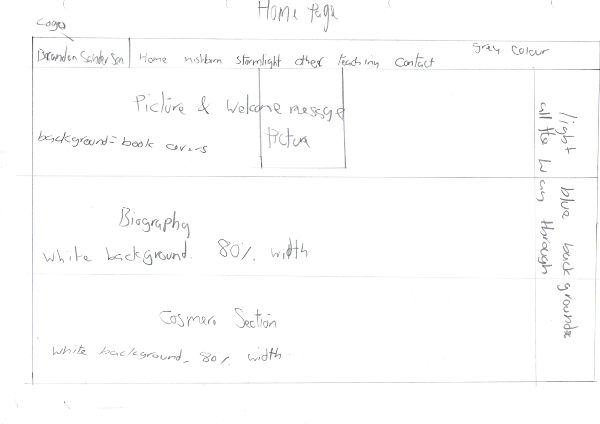 Home Page
Logo
Brandon Sanderson Home mistborn stormlight other teaching Contact
Grey Colour
Picture & Welcome message
Picture
background = book covers
light blue background
all the way through
Biography
White background. 80% width
Cosmere Section
White background. 80% width